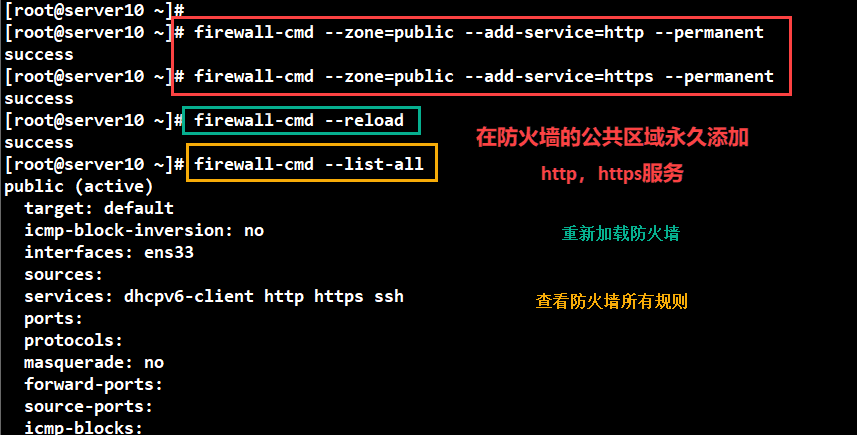 [root@server10 ~]#
[root@server10 ~]# firewall-cmd --zone=public --add-service=http --permanent
success
[root@server10 ~]# firewall-cmd --zone=public --add-service=https --permanent
success
[root@server10 ~]# firewall-cmd --reload
success
[root@server10 ~]# firewall-cmd --list-all
public (active)
  target: default
  icmp-block-inversion: no
  interfaces: ens33
  sources:
  services: dhcpv6-client http https ssh
  ports:
  protocols:
  masquerade: no
  forward-ports:
  source-ports:
  icmp-blocks:
在防火墙的公共区域永久添加
http，https服务
重新加载防火墙
查看防火墙所有规则